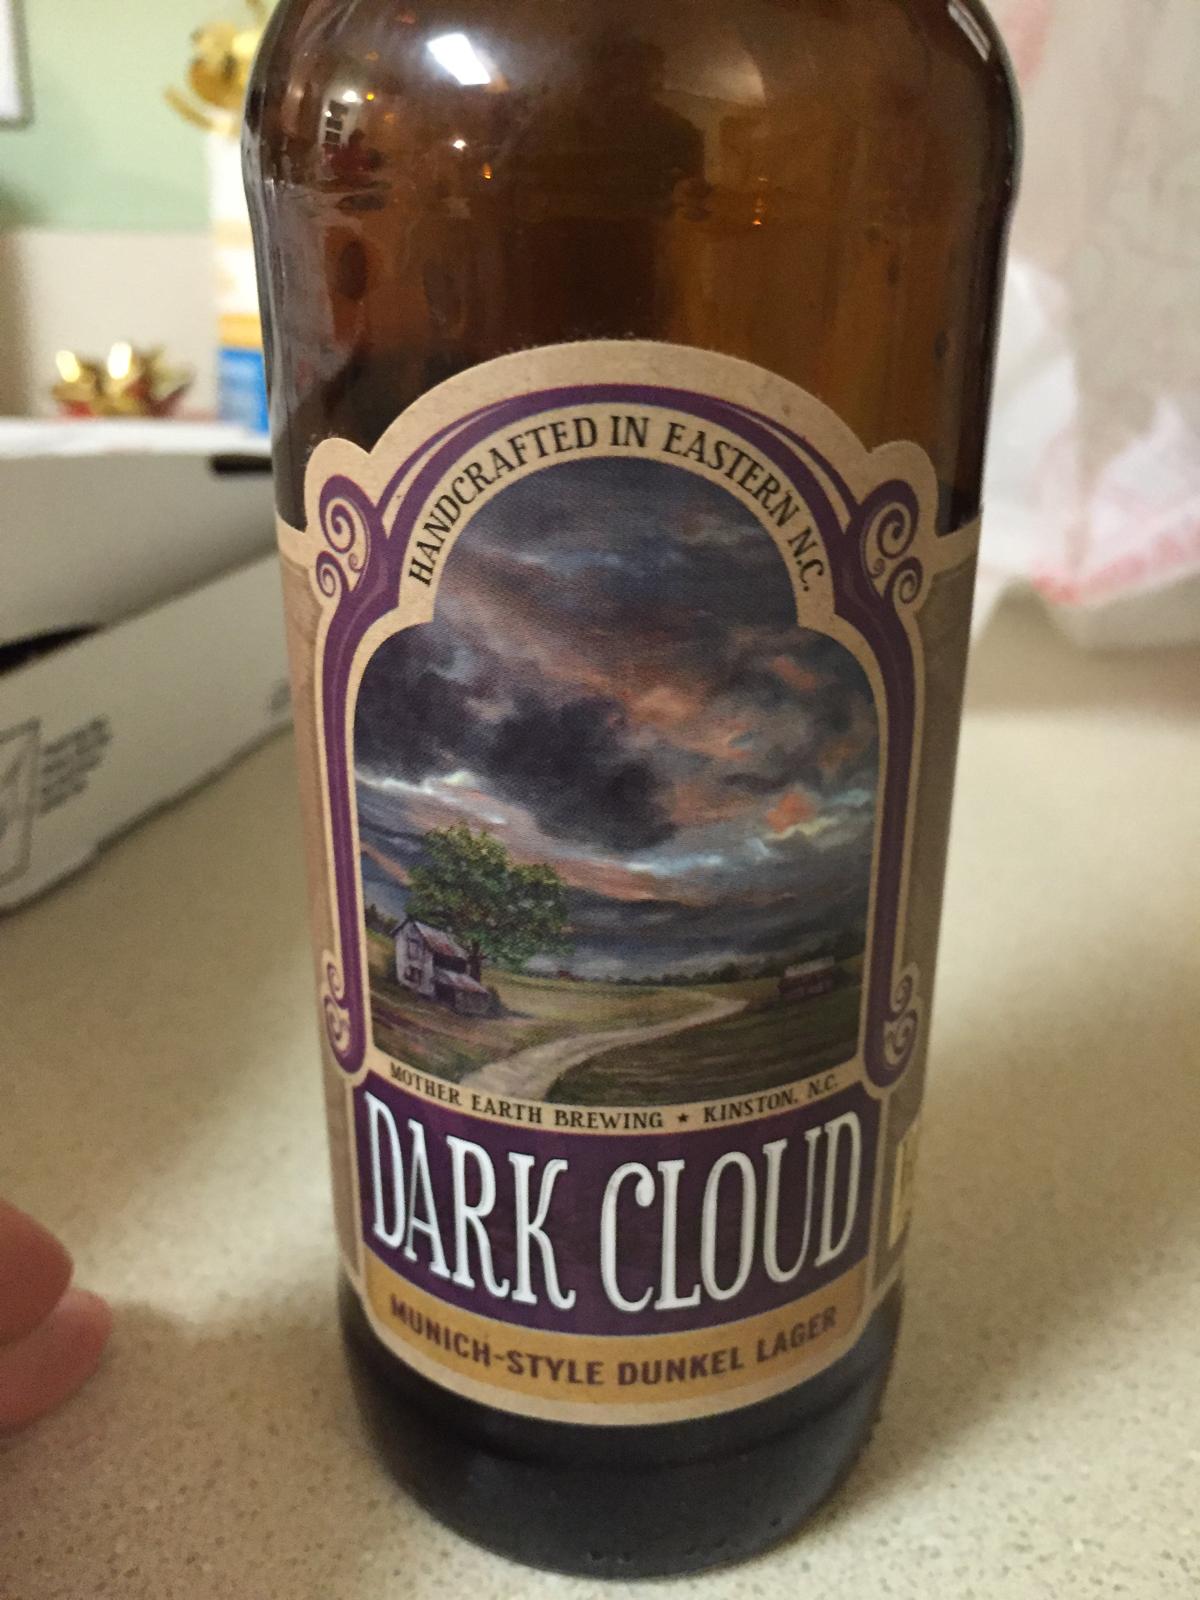 HANDCRAFTED IN EASTERN N.C.
MOTHER EARTH BREWING ★ KINSTON, N.C.
DARK CLOUD
MUNICH-STYLE DUNKEL LAGER